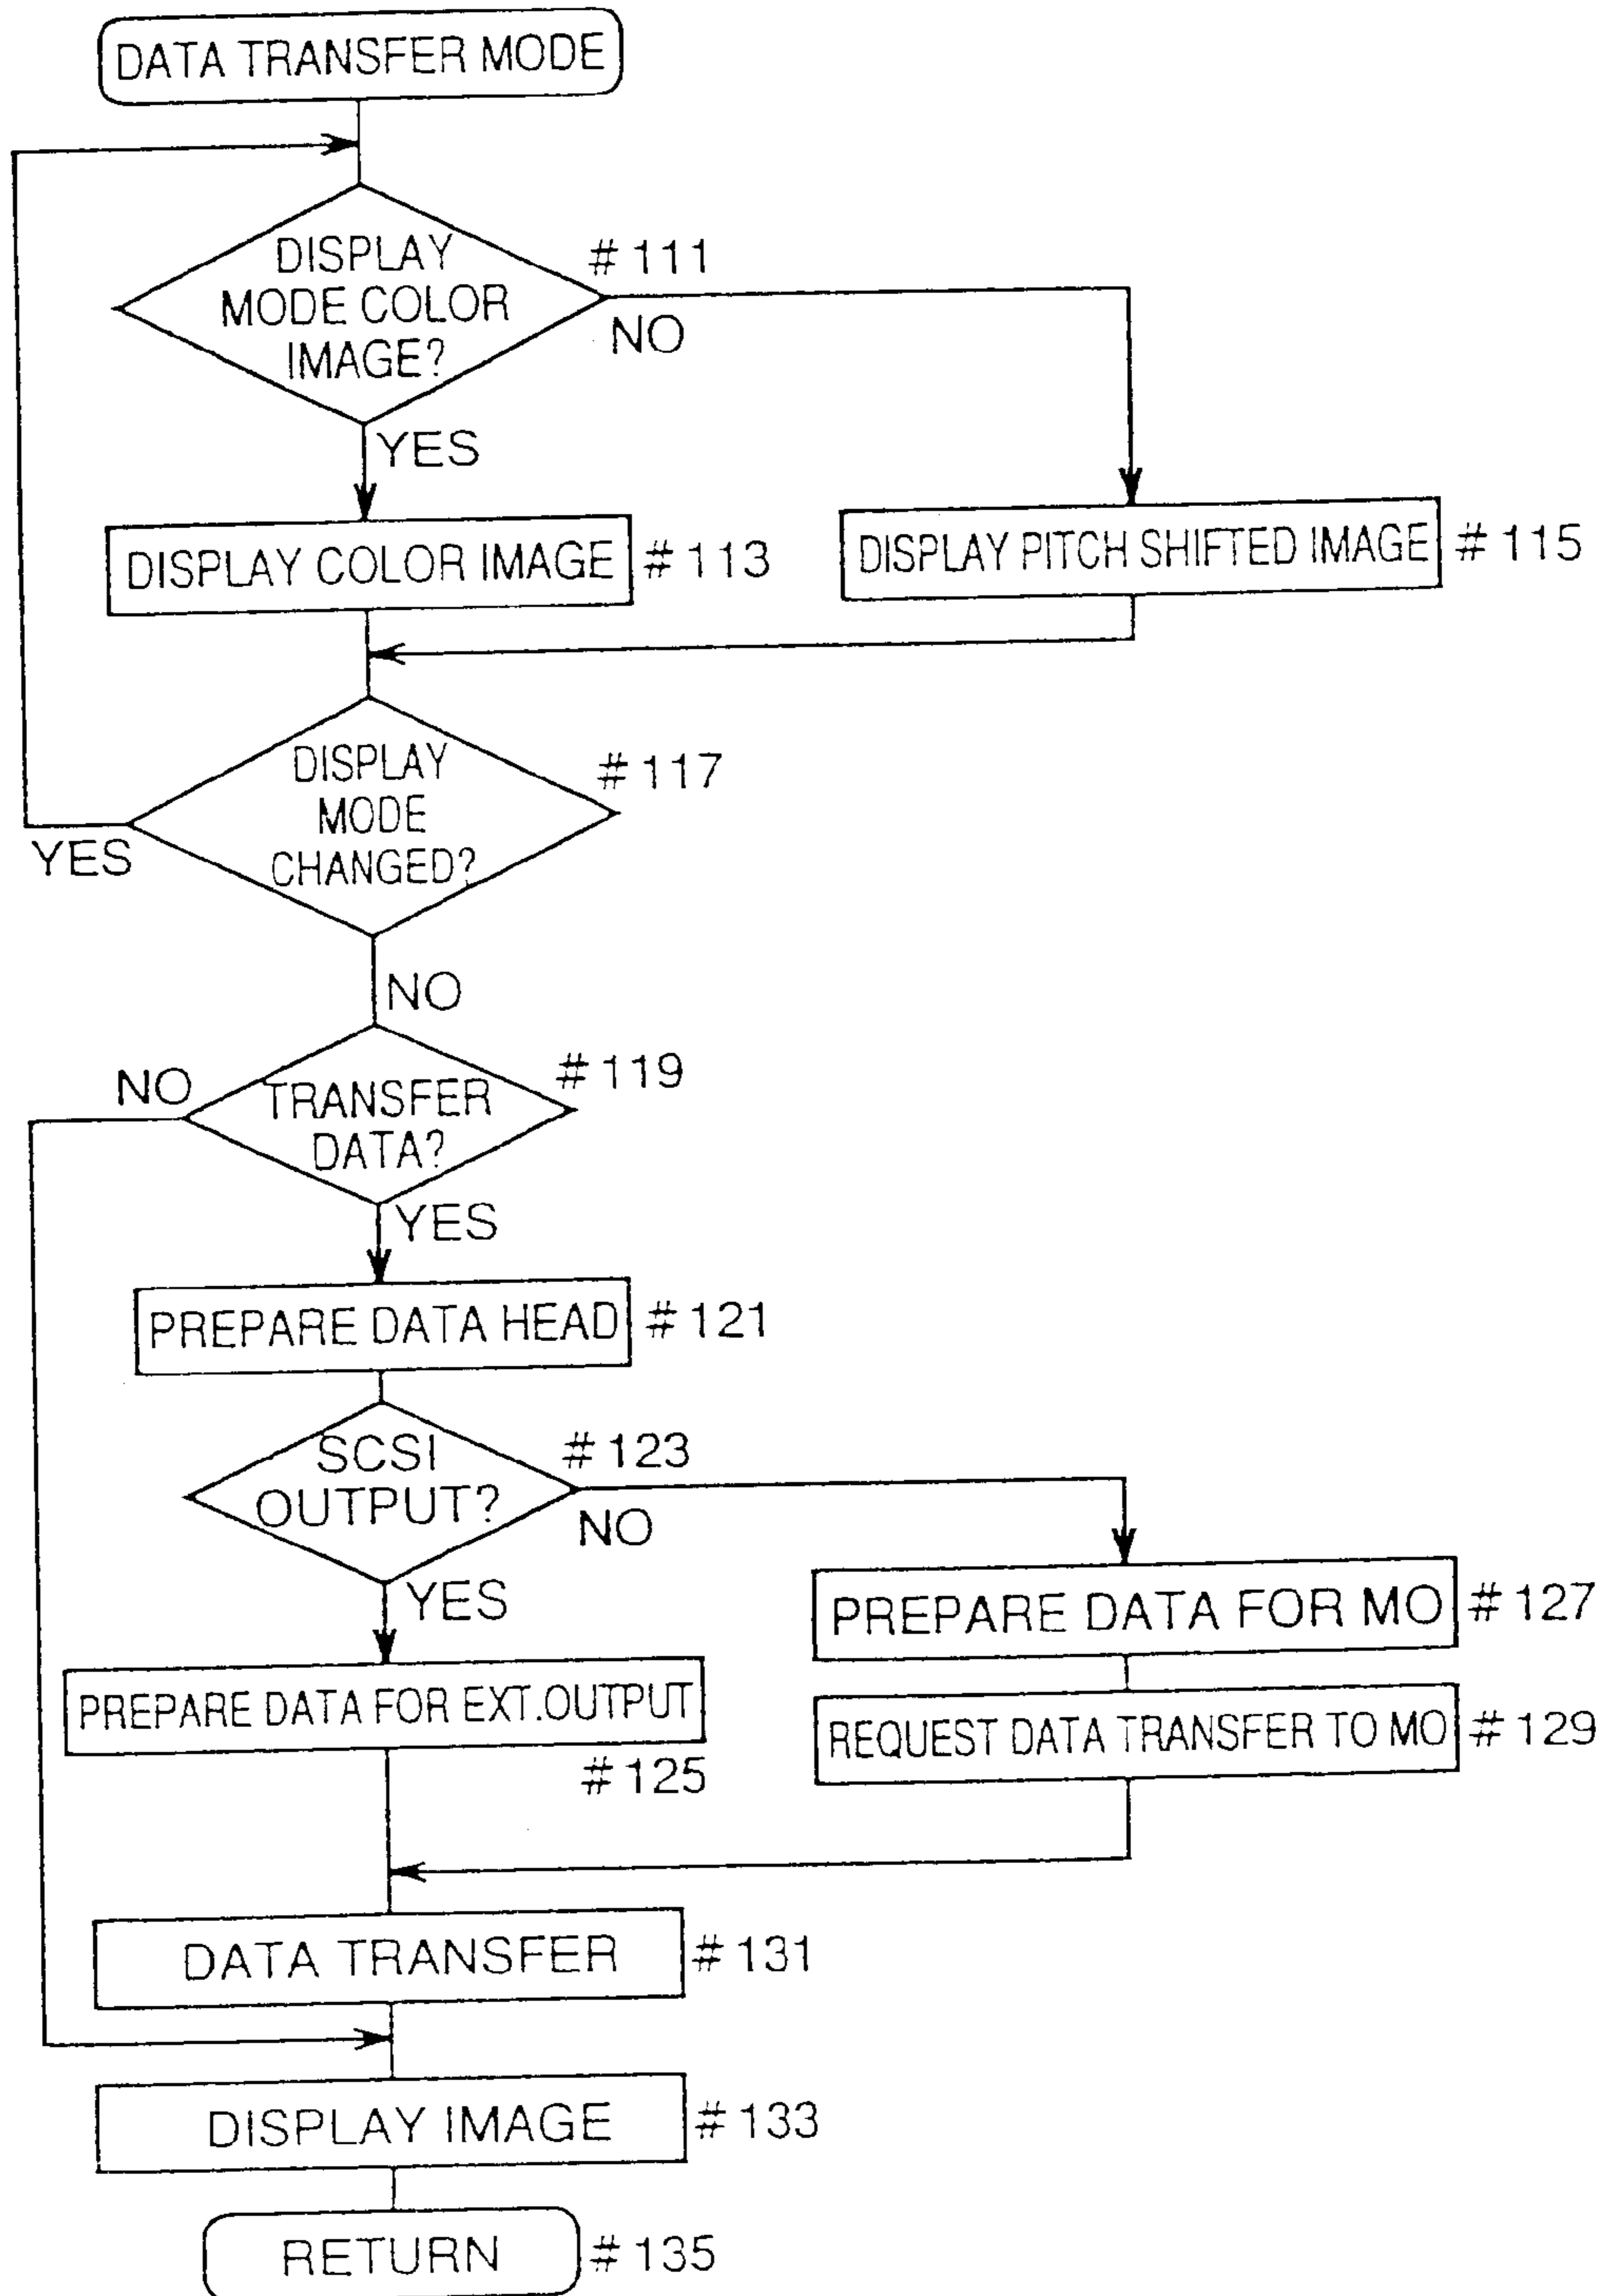 DATA TRANSFER MODE
DISPLAY
MODE COLOR
IMAGE?
# 111
NO
YES
DISPLAY COLOR IMAGE
# 113
DISPLAY PITCH SHIFTED IMAGE
# 115
DISPLAY
MODE
CHANGED?
# 117
YES
NO
TRANSFER
DATA?
# 119
NO
YES
PREPARE DATA HEAD
# 121
SCSI
OUTPUT?
# 123
NO
YES
PREPARE DATA FOR MO
# 127
PREPARE DATA FOR EXT.OUTPUT
# 125
REQUEST DATA TRANSFER TO MO
# 129
DATA TRANSFER
# 131
DISPLAY IMAGE
# 133
RETURN
# 135